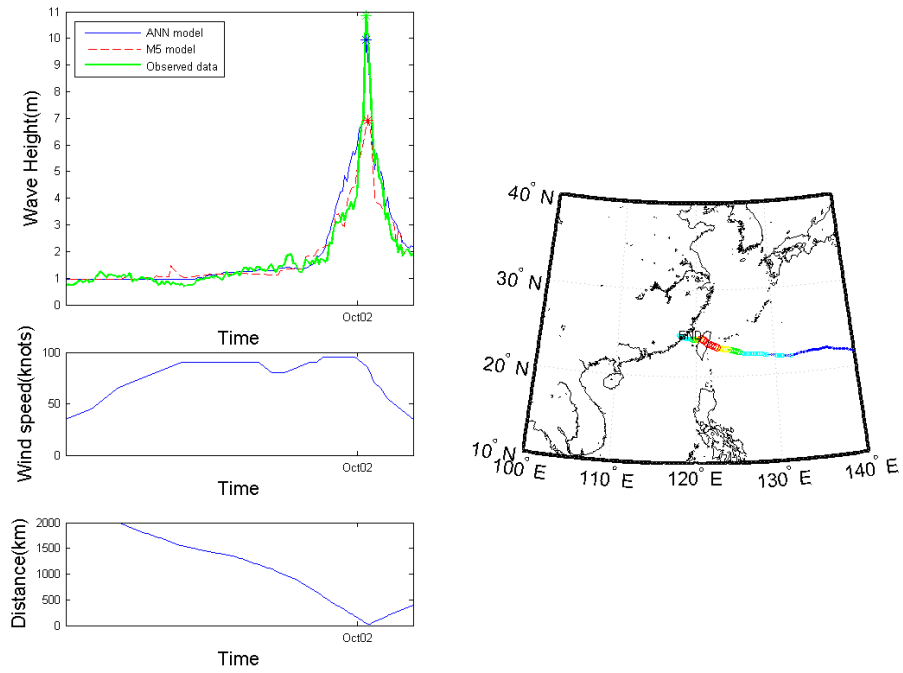 11
10
9
8
7
6
5
4
3
2
1
0
Wave Height(m)
ANN model
M5 model
Observed data
Oct02
Time
100
50
0
Wind speed(knots)
Oct02
Time
2000
1500
1000
500
0
Distance(km)
Oct02
Time
40° N
30° N
20° N
10° N
100° E
110° E
120° E
130° E
140° E
END